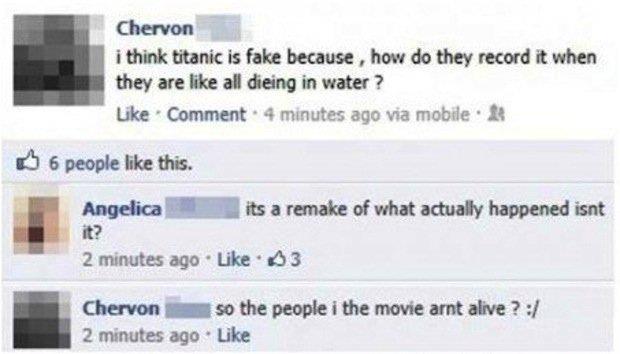 Chervon
i think titanic is fake because , how do they record it when
they are like all dieing in water ?
Like · Comment · 4 minutes ago via mobile ·
6 people like this.
Angelica its a remake of what actually happened isnt
it?
2 minutes ago · Like · 3
Chervon so the people i the movie arnt alive ? :/
2 minutes ago · Like